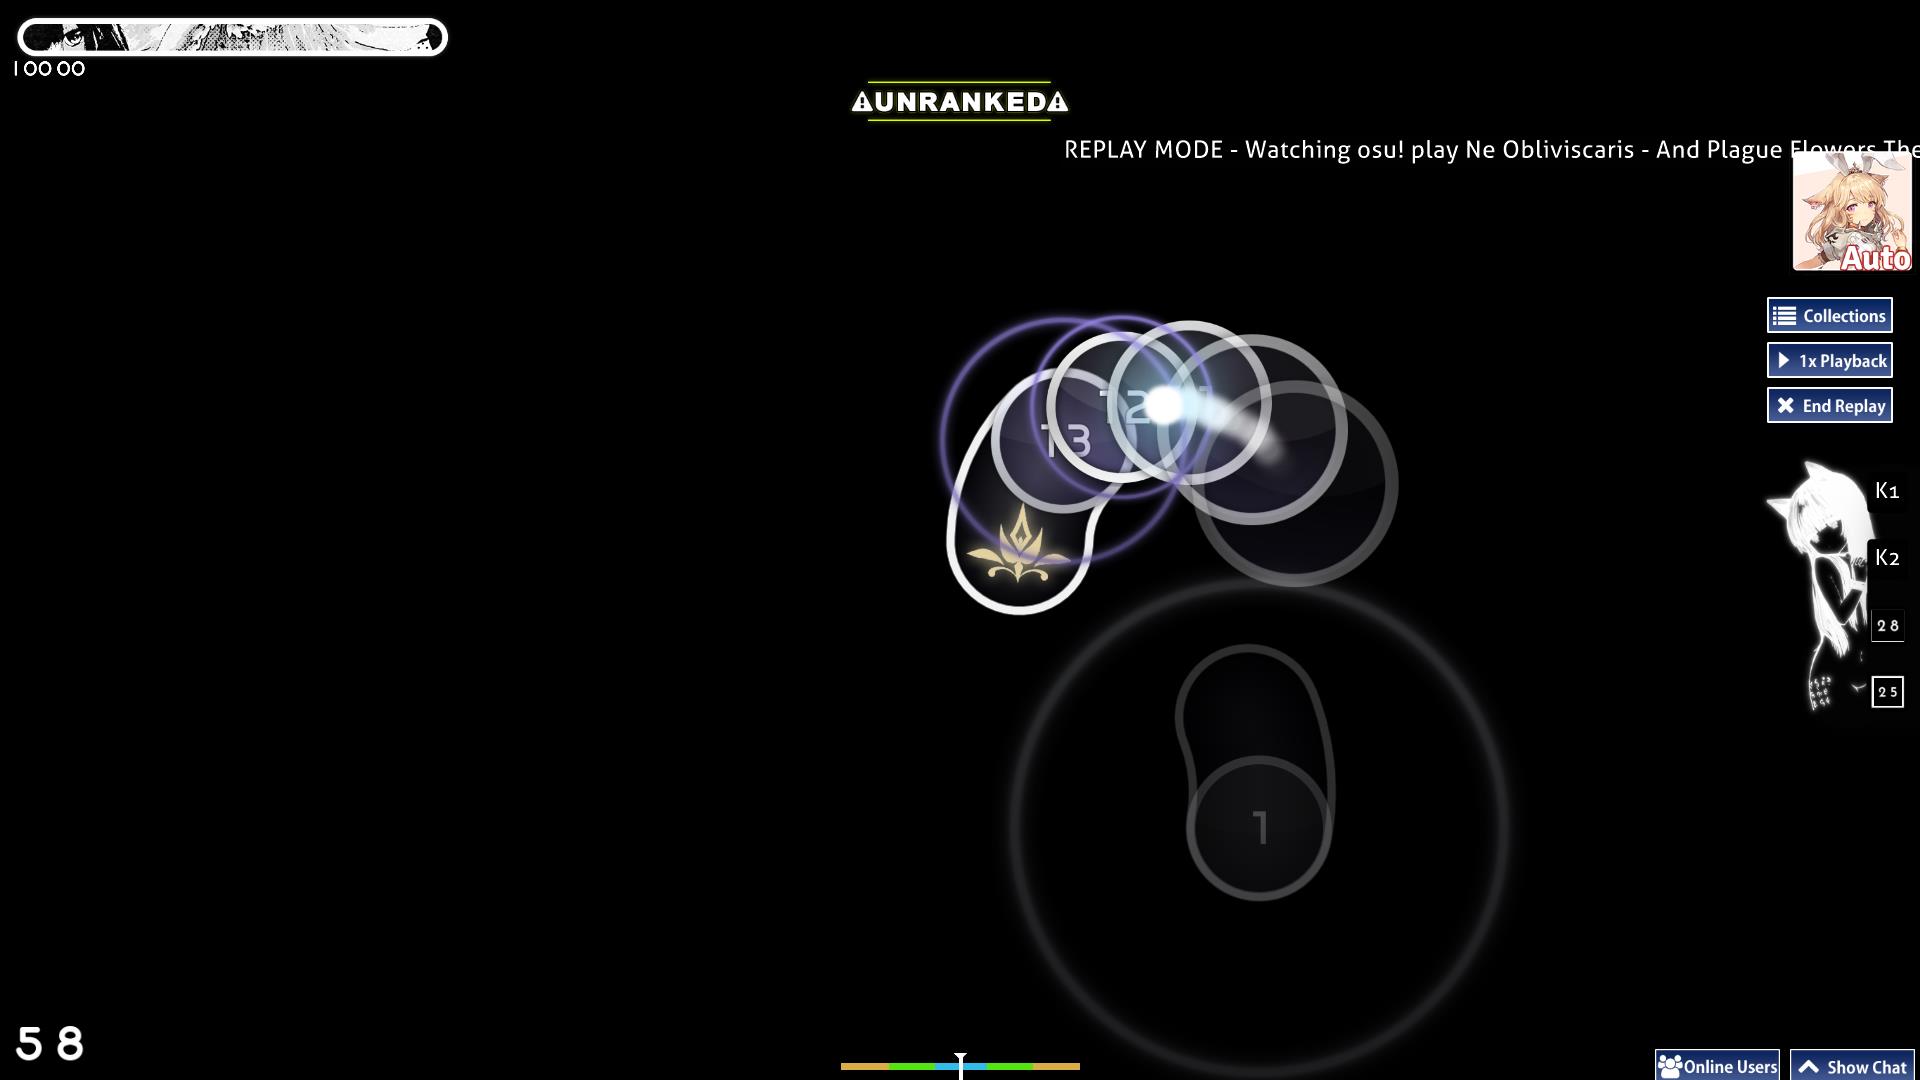 100 00
UNRANKED
REPLAY MODE - Watching osu! play Ne Obliviscaris - And Plague Flowers The
Auto
Collections
1x Playback
End Replay
K1
K2
28
25
12
13
1
58
Online Users
Show Chat